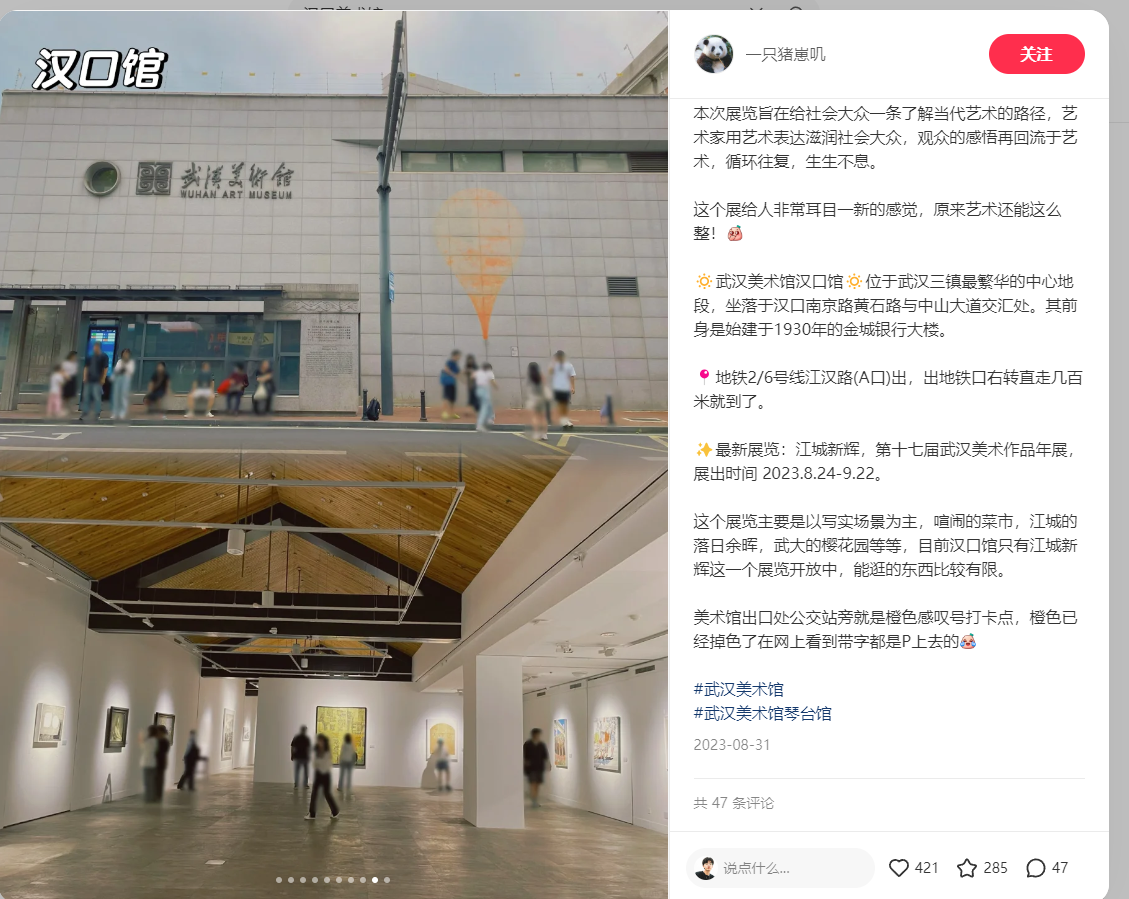 汉口馆
武汉美術館
WUHAN ART MUSEUM
一只猪崽叽
关注
本次展览旨在给社会大众一条了解当代艺术的路径，艺
术家用艺术表达滋润社会大众，观众的感悟再回流于艺
术，循环往复，生生不息。
这个展给人非常耳目一新的感觉，原来艺术还能这么
整！
🔅武汉美术馆汉口馆🔅位于武汉三镇最繁华的中心地
段，坐落于汉口南京路黄石路与中山大道交汇处。其前
身是始建于1930年的金城银行大楼。
📍地铁2/6号线江汉路(A口)出，出地铁口右转直走几百
米就到了。
✨最新展览：江城新辉，第十七届武汉美术作品年展，
展出时间 2023.8.24-9.22。
这个展览主要是以写实场景为主，喧闹的菜市，江城的
落日余晖，武大的樱花园等等，目前汉口馆只有江城新
辉这一个展览开放中，能逛的东西比较有限。
美术馆出口处公交站旁就是橙色感叹号打卡点，橙色已
经掉色了在网上看到带字都是P上去的
#武汉美术馆
#武汉美术馆琴台馆
2023-08-31
共 47 条评论
说点什么...
421
285
47